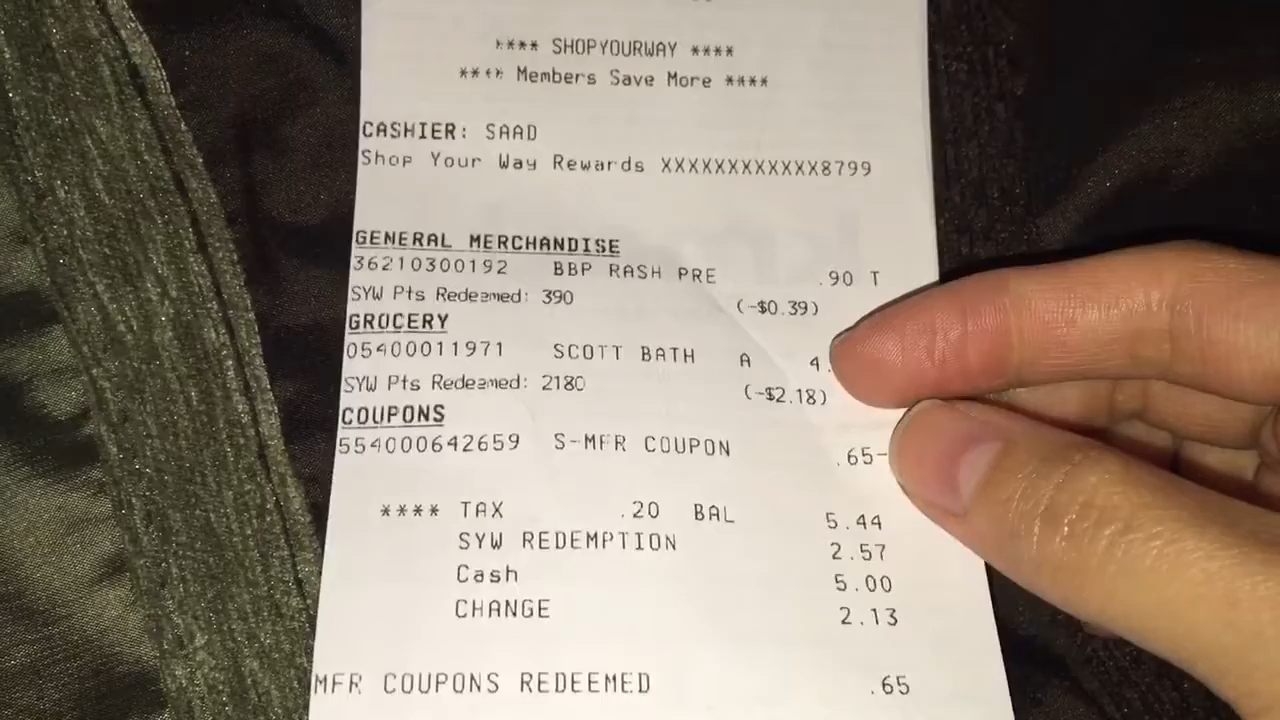 **** SHOPYOURWAY ****
**** Members Save More ****
CASHIER: SAAD
Shop Your Way Rewards XXXXXXXXXXXX8799
GENERAL MERCHANDISE
36210300192 BBP RASH PRE .90 T
SYW Pts Redeemed: 390 (-$0.39)
GROCERY
05400011971 SCOTT BATH A 4.
SYW Pts Redeemed: 2180 (-$2.18)
COUPONS
554000642659 S-MFR COUPON .65-
**** TAX .20 BAL 5.44
SYW REDEMPTION 2.57
Cash 5.00
CHANGE 2.13
MFR COUPONS REDEEMED .65